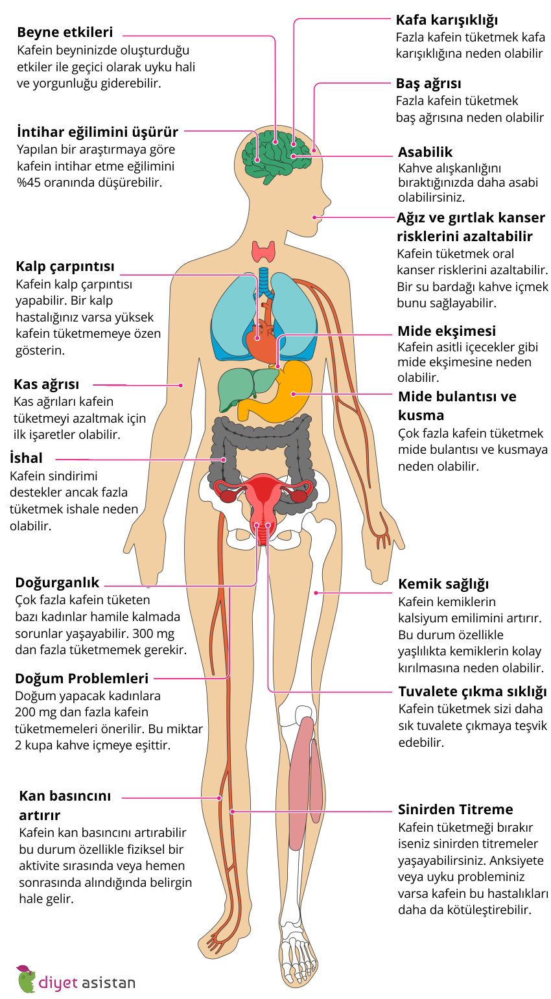 Beyne etkileri
Kafein beyninizde oluşturduğu
etkiler ile geçici olarak uyku hali
ve yorgunluğu giderebilir.
İntihar eğilimini üşürür
Yapılan bir araştırmaya göre
kafein intihar etme eğilimini
%45 oranında düşürebilir.
Kalp çarpıntısı
Kafein kalp çarpıntısı
yapabilir. Bir kalp
hastalığınız varsa yüksek
kafein tüketmemeye özen
gösterin.
Kas ağrısı
Kas ağrıları kafein
tüketmeyi azaltmak için
ilk işaretler olabilir.
İshal
Kafein sindirimi
destekler ancak fazla
tüketmek ishale neden
olabilir.
Doğurganlık
Çok fazla kafein tüketen
bazı kadınlar hamile kalmada
sorunlar yaşayabilir. 300 mg
dan fazla tüketmemek gerekir.
Doğum Problemleri
Doğum yapacak kadınlara
200 mg dan fazla kafein
tüketmemeleri önerilir. Bu miktar
2 kupa kahve içmeye eşittir.
Kan basıncını
artırır
Kafein kan basıncını artırabilir
bu durum özellikle fiziksel bir
aktivite sırasında veya hemen
sonrasında alındığında belirgin
hale gelir.
Kafa karışıklığı
Fazla kafein tüketmek kafa
karışıklığına neden olabilir
Baş ağrısı
Fazla kafein tüketmek
baş ağrısına neden olabilir
Asabilik
Kahve alışkanlığını
bıraktığınızda daha asabi
olabilirsiniz.
Ağız ve gırtlak kanser
risklerini azaltabilir
Kafein tüketmek oral
kanser risklerini azaltabilir.
Bir su bardağı kahve içmek
bunu sağlayabilir.
Mide ekşimesi
Kafein asitli içecekler gibi
mide ekşimesine neden
olabilir.
Mide bulantısı ve
kusma
Çok fazla kafein tüketmek
mide bulantısı ve kusmaya
neden olabilir.
Kemik sağlığı
Kafein kemiklerin
kalsiyum emilimini artırır.
Bu durum özellikle
yaşlılıkta kemiklerin kolay
kırılmasına neden olabilir.
Tuvalete çıkma sıklığı
Kafein tüketmek sizi daha
sık tuvalete çıkmaya teşvik
edebilir.
Sinirden Titreme
Kafein tüketmeği bırakır
iseniz sinirden titremeler
yaşayabilirsiniz. Anksiyete
veya uyku probleminiz
varsa kafein bu hastalıkları
daha da kötüleştirebilir.
diyet asistan